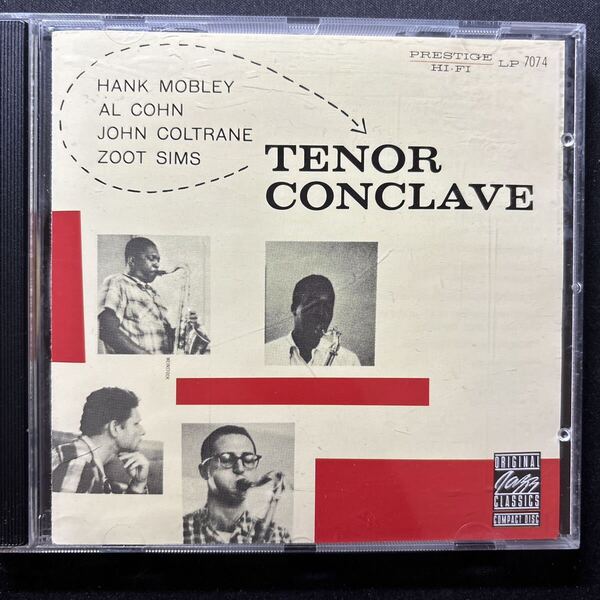 PRESTIGE
HI-FI LP 7074
HANK MOBLEY
AL COHN
JOHN COLTRANE
ZOOT SIMS
TENOR
CONCLAVE
ORIGINAL
Jazz
CLASSICS
COMPACT DISC